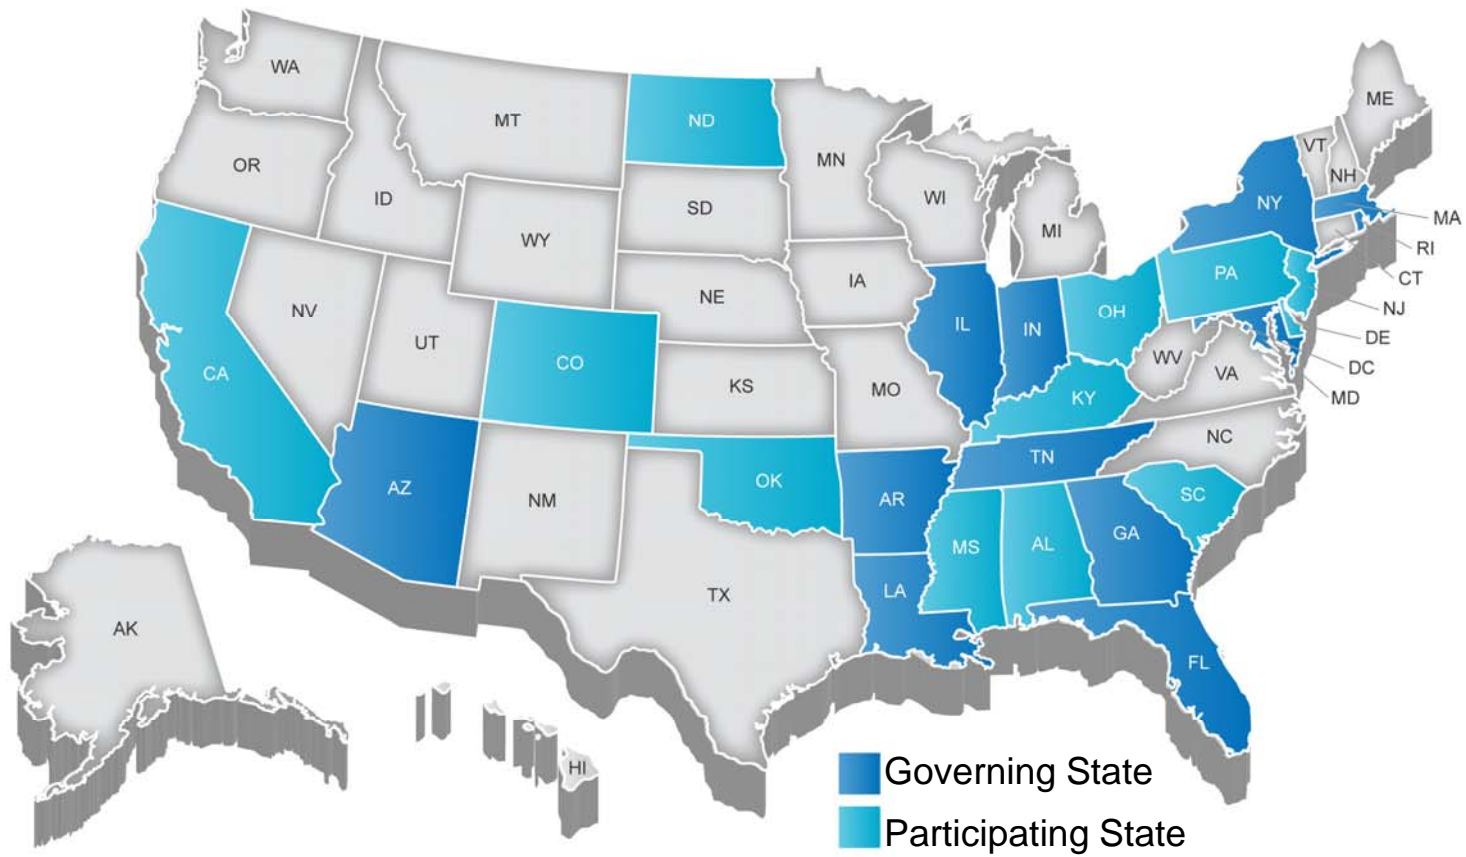 WA
MT
ND
MN
ME
VT
NH
OR
ID
SD
WI
MI
NY
MA
RI
WY
IA
NE
PA
CT
NJ
NV
UT
CO
IL
IN
OH
DE
DC
MD
CA
KS
MO
WV
VA
KY
NC
TN
AZ
NM
OK
AR
SC
MS
AL
GA
TX
LA
AK
FL
HI
Governing State
Participating State